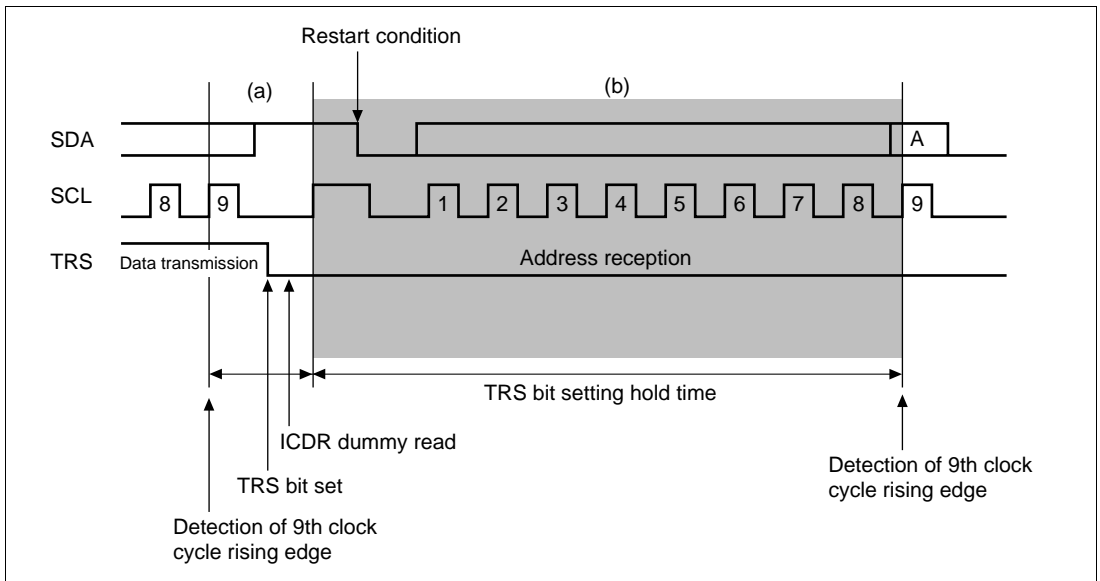 Restart condition
(a)
(b)
SDA
A
SCL
8 9 1 2 3 4 5 6 7 8 9
TRS
Data transmission
Address reception
TRS bit setting hold time
ICDR dummy read
TRS bit set
Detection of 9th clock
cycle rising edge
Detection of 9th clock
cycle rising edge